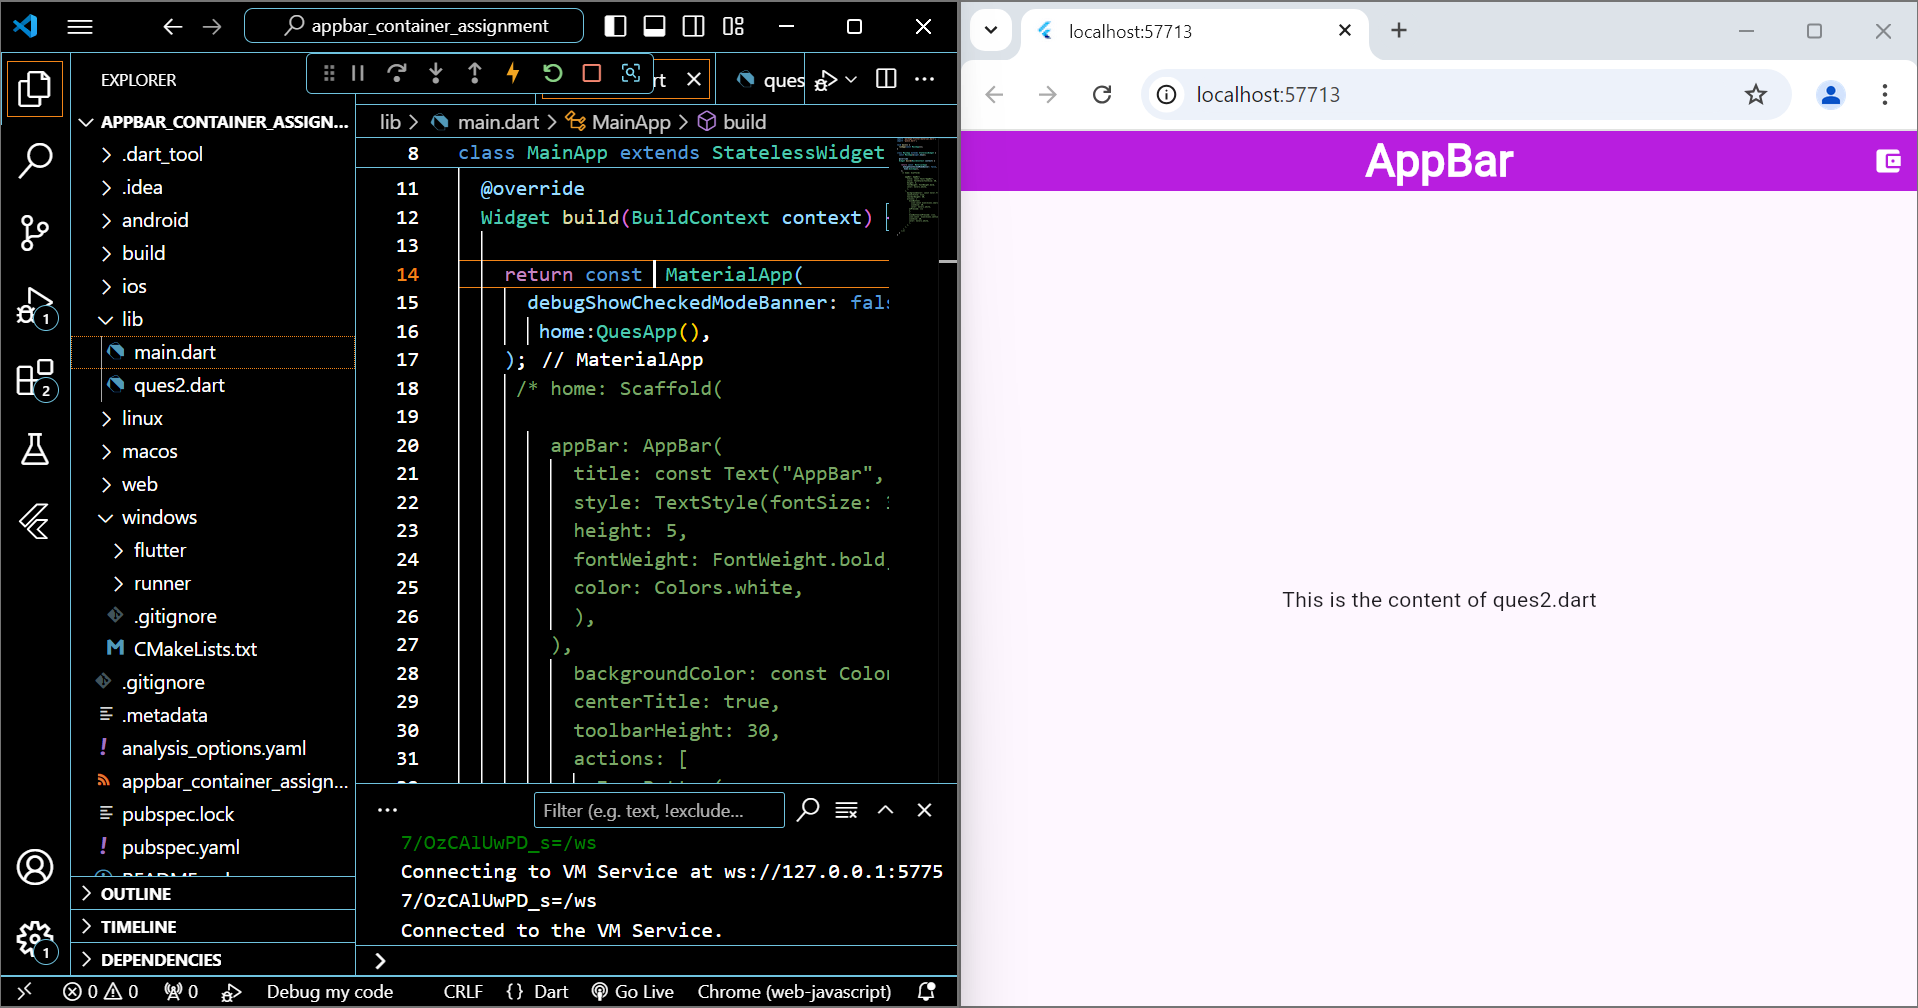 appbar_container_assignment
EXPLORER
rt
ques
APPBAR_CONTAINER_ASSIGN...
.dart_tool
.idea
android
build
ios
lib
main.dart
ques2.dart
linux
macos
web
windows
flutter
runner
.gitignore
CMakeLists.txt
.gitignore
.metadata
analysis_options.yaml
appbar_container_assign...
pubspec.lock
pubspec.yaml
OUTLINE
TIMELINE
DEPENDENCIES
1
2
1
lib > main.dart > MainApp > build
8 class MainApp extends StatelessWidget
11 @override
12 Widget build(BuildContext context) {
13
14 return const MaterialApp(
15 debugShowCheckedModeBanner: fals
16 home:QuesApp(),
17 ); // MaterialApp
18 /* home: Scaffold(
19
20 appBar: AppBar(
21 title: const Text("AppBar",
22 style: TextStyle(fontSize:
23 height: 5,
24 fontWeight: FontWeight.bold,
25 color: Colors.white,
26 ),
27 ),
28 backgroundColor: const Color
29 centerTitle: true,
30 toolbarHeight: 30,
31 actions: [
Filter (e.g. text, !exclude...
7/OzCAlUwPD_s=/ws
Connecting to VM Service at ws://127.0.0.1:5775
7/OzCAlUwPD_s=/ws
Connected to the VM Service.
>
0 0 0 Debug my code CRLF {} Dart Go Live Chrome (web-javascript)
localhost:57713
localhost:57713
AppBar
This is the content of ques2.dart